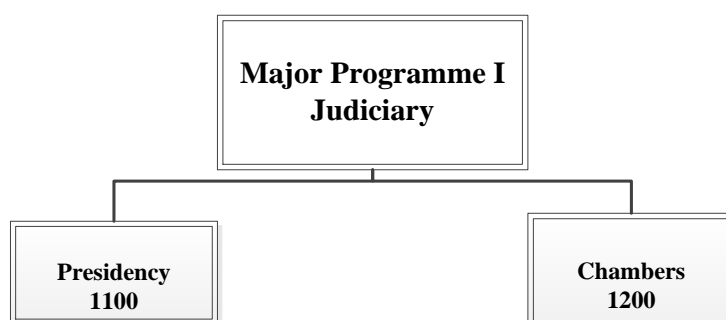 Major Programme I
Judiciary
Presidency
1100
Chambers
1200